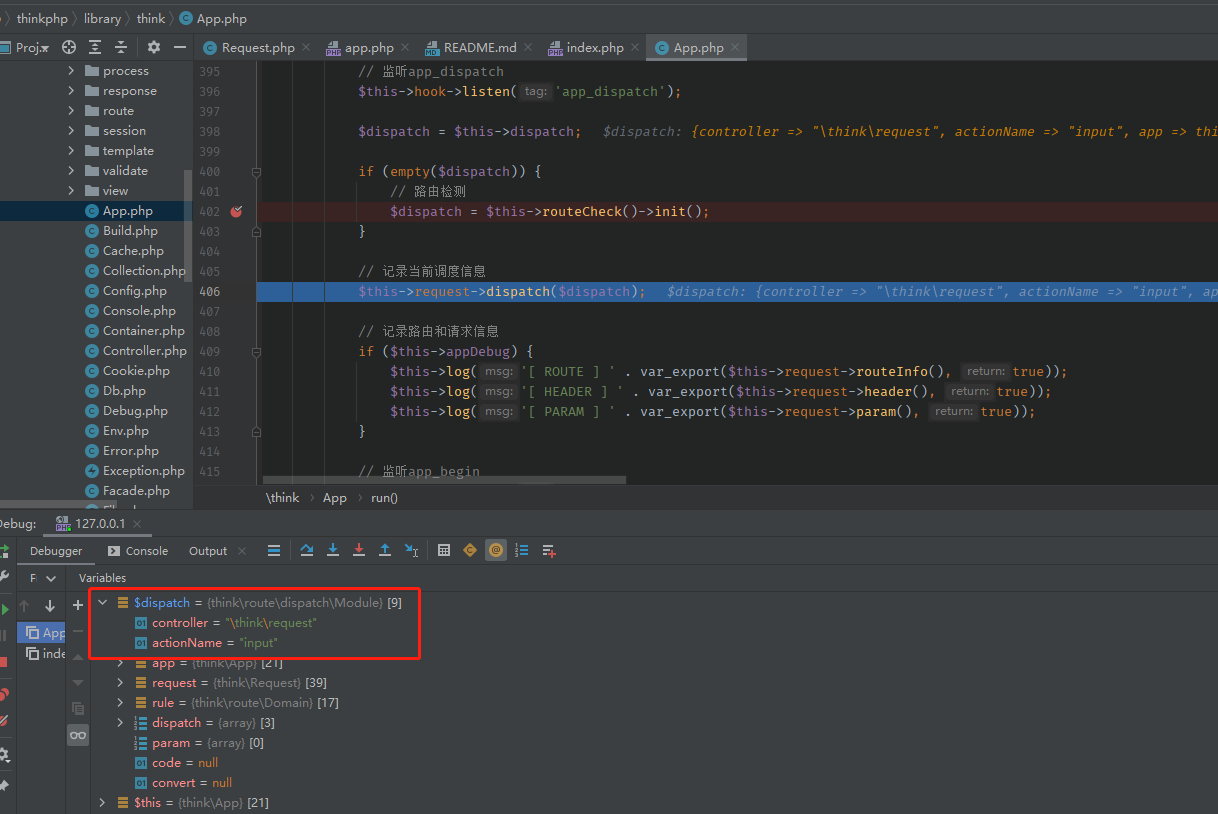 thinkphp library think App.php
Proj Request.php app.php README.md index.php App.php
process
response
route
session
template
validate
view
App.php
Build.php
Cache.php
Collection.php
Config.php
Console.php
Container.php
Controller.php
Cookie.php
Db.php
Debug.php
Env.php
Error.php
Exception.php
Facade.php
395 // 监听app_dispatch
396 $this->hook->listen( tag: 'app_dispatch');
397
398 $dispatch = $this->dispatch; $dispatch: {controller => "\think\request", actionName => "input", app => thi
399
400 if (empty($dispatch)) {
401 // 路由检测
402 $dispatch = $this->routeCheck()->init();
403 }
404
405 // 记录当前调度信息
406 $this->request->dispatch($dispatch); $dispatch: {controller => "\think\request", actionName => "input", ap
407
408 // 记录路由和请求信息
409 if ($this->appDebug) {
410 $this->log( msg: '[ ROUTE ] ' . var_export($this->request->routeInfo(), return: true));
411 $this->log( msg: '[ HEADER ] ' . var_export($this->request->header(), return: true));
412 $this->log( msg: '[ PARAM ] ' . var_export($this->request->param(), return: true));
413 }
414
415 // 监听app_begin
\think App run()
Debug: 127.0.0.1
Debugger Console Output
F Variables
App
inde
$dispatch = {think\route\dispatch\Module} [9]
controller = "\think\request"
actionName = "input"
app = {think\App} [21]
request = {think\Request} [39]
rule = {think\route\Domain} [17]
dispatch = {array} [3]
param = {array} [0]
code = null
convert = null
$this = {think\App} [21]